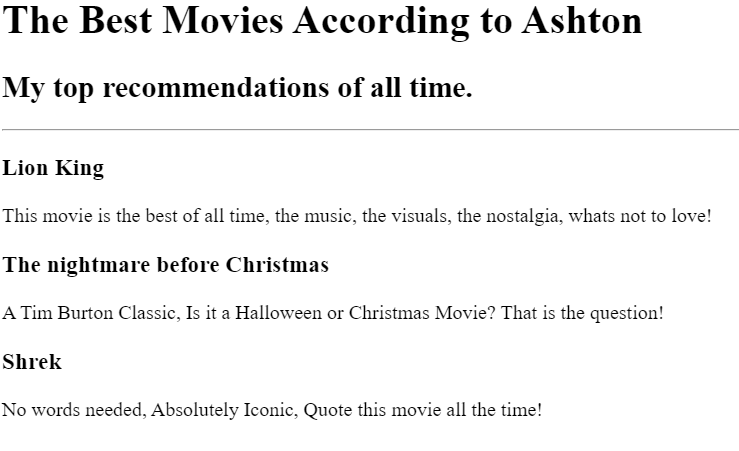 The Best Movies According to Ashton
My top recommendations of all time.
Lion King
This movie is the best of all time, the music, the visuals, the nostalgia, whats not to love!
The nightmare before Christmas
A Tim Burton Classic, Is it a Halloween or Christmas Movie? That is the question!
Shrek
No words needed, Absolutely Iconic, Quote this movie all the time!